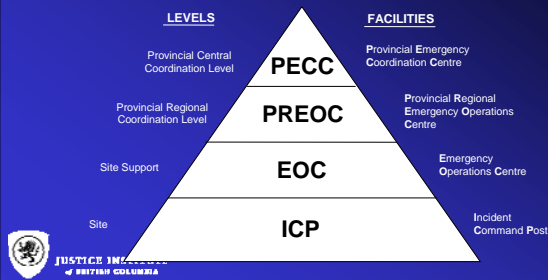 LEVELS
FACILITIES
Provincial Central
Coordination Level
PECC
Provincial Emergency
Coordination Centre
Provincial Regional
Coordination Level
PREOC
Provincial Regional
Emergency Operations
Centre
Site Support
EOC
Emergency
Operations Centre
Site
ICP
Incident
Command Post
JUSTICE
of BRITISH COLUMBIA